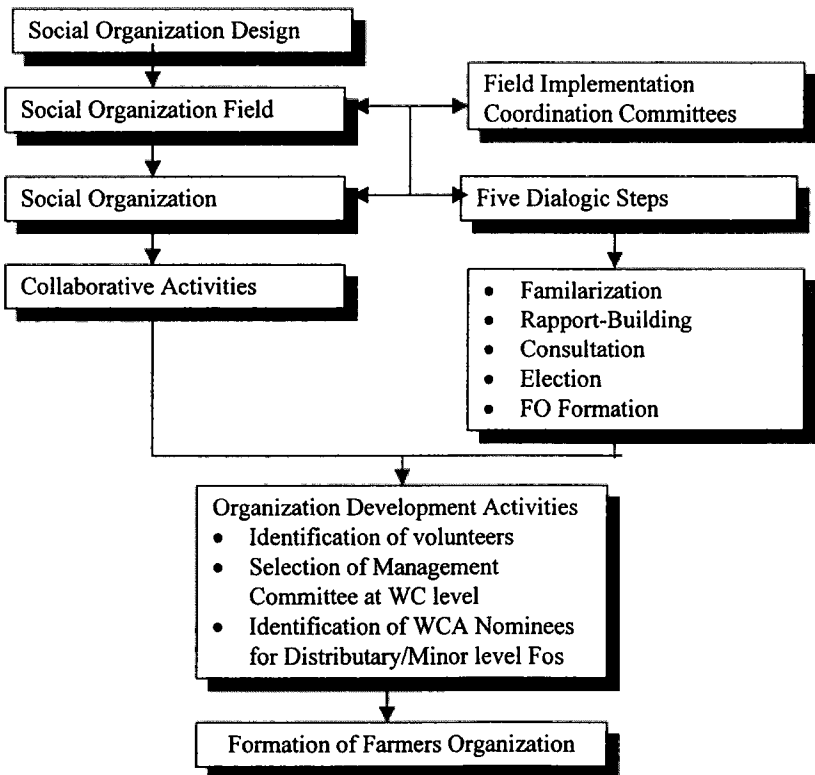 Social Organization Design
Social Organization Field
Field Implementation
Coordination Committees
Social Organization
Five Dialogic Steps
Collaborative Activities
• Familarization
• Rapport-Building
• Consultation
• Election
• FO Formation
Organization Development Activities
• Identification of volunteers
• Selection of Management
Committee at WC level
• Identification of WCA Nominees
for Distributary/Minor level Fos
Formation of Farmers Organization